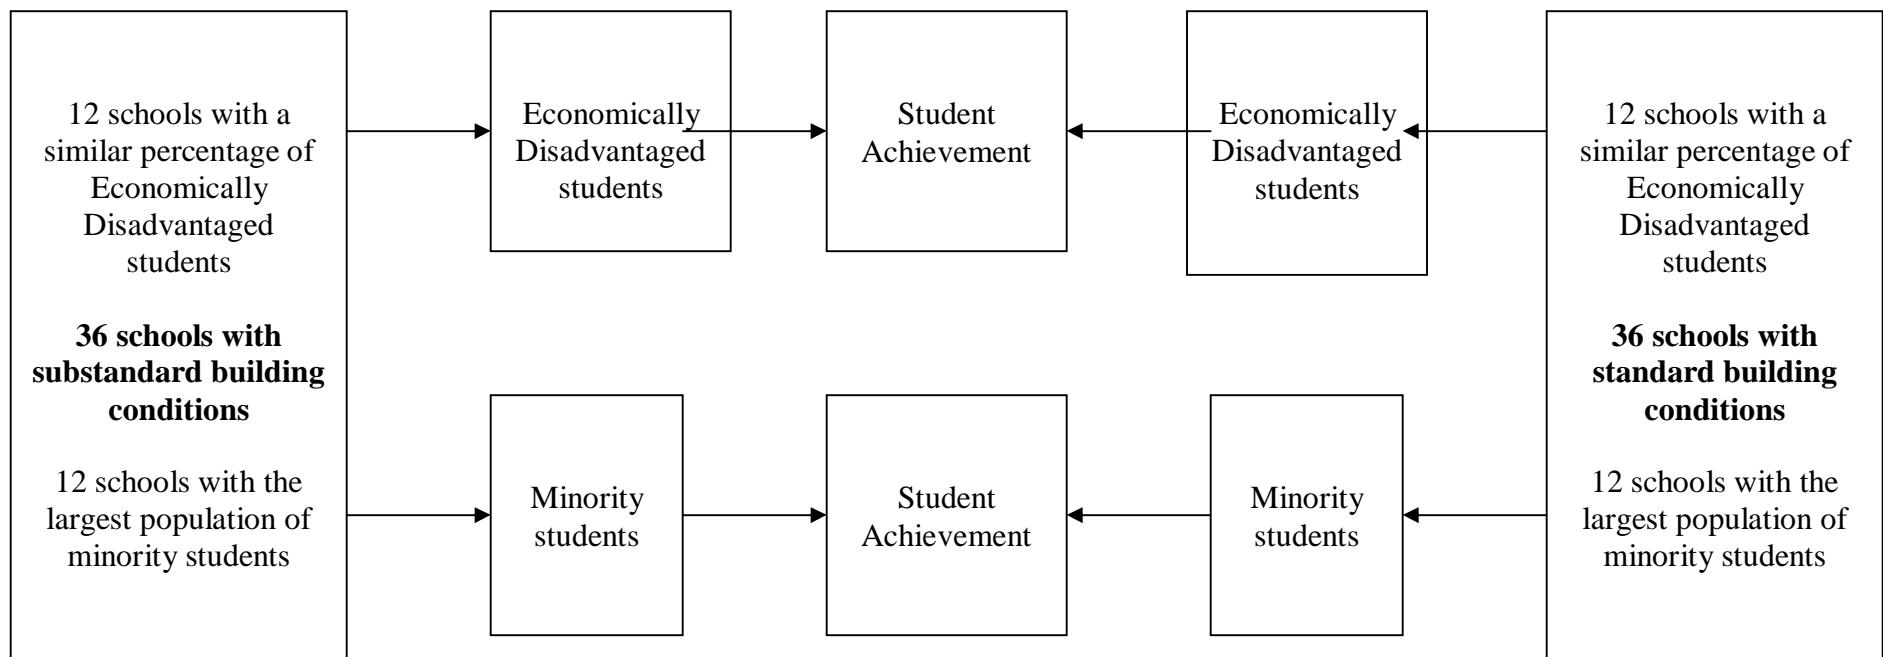 12 schools with a
similar percentage of
Economically
Disadvantaged
students
36 schools with
substandard building
conditions
12 schools with the
largest population of
minority students
Economically
Disadvantaged
students
Student
Achievement
Economically
Disadvantaged
students
Minority
students
Student
Achievement
Minority
students
12 schools with a
similar percentage of
Economically
Disadvantaged
students
36 schools with
standard building
conditions
12 schools with the
largest population of
minority students